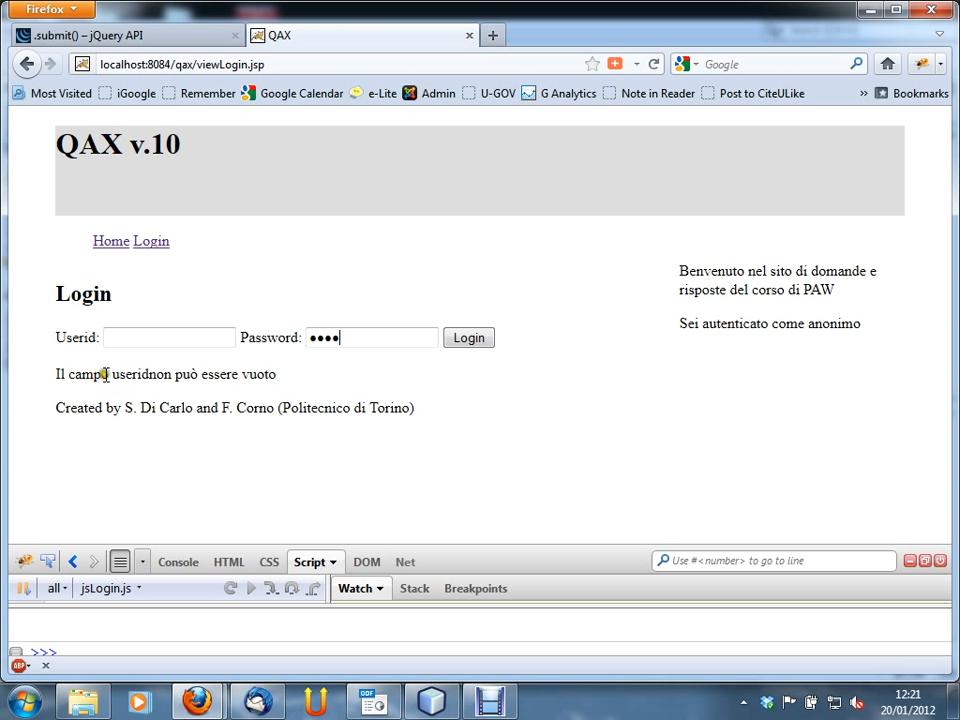 Firefox
.submit() – jQuery API
QAX
localhost:8084/qax/viewLogin.jsp
Google
Most Visited iGoogle Remember Google Calendar e-Lite Admin U-GOV G Analytics Note in Reader Post to CiteULike » Bookmarks
QAX v.10
Home Login
Benvenuto nel sito di domande e
risposte del corso di PAW
Sei autenticato come anonimo
Login
Userid: Password: •••• Login
Il campo useridnon può essere vuoto
Created by S. Di Carlo and F. Corno (Politecnico di Torino)
Console HTML CSS Script DOM Net
Use #<number> to go to line
all jsLogin.js Watch Stack Breakpoints
>>>
ABP
ODF
12:21
20/01/2012